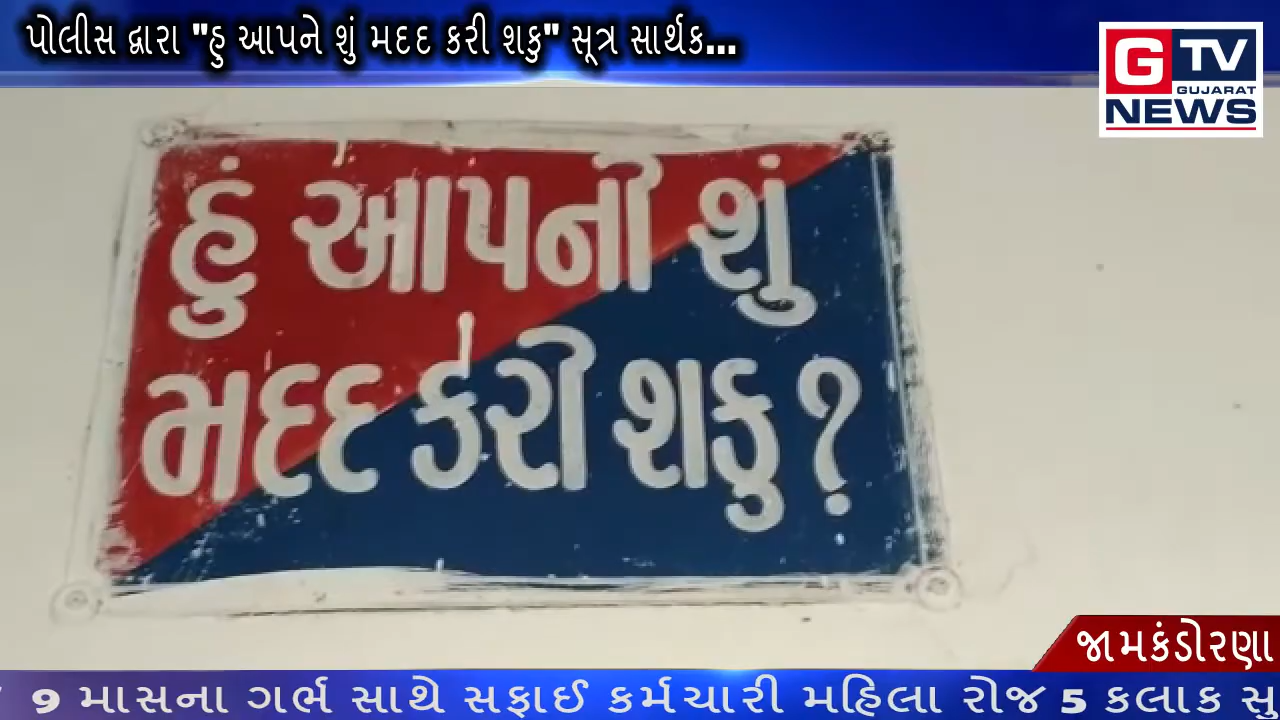 પોલીસ દ્વારા "હુ આપને શું મદદ કરી શકુ" સૂત્ર સાર્થક...
G TV
GUJARAT
NEWS
હું આપની શું
મદદ કરી શકુ ?
જામકંડોરણા
9 માસના ગર્ભ સાથે સફાઈ કર્મચારી મહિલા રોજ 5 કલાક